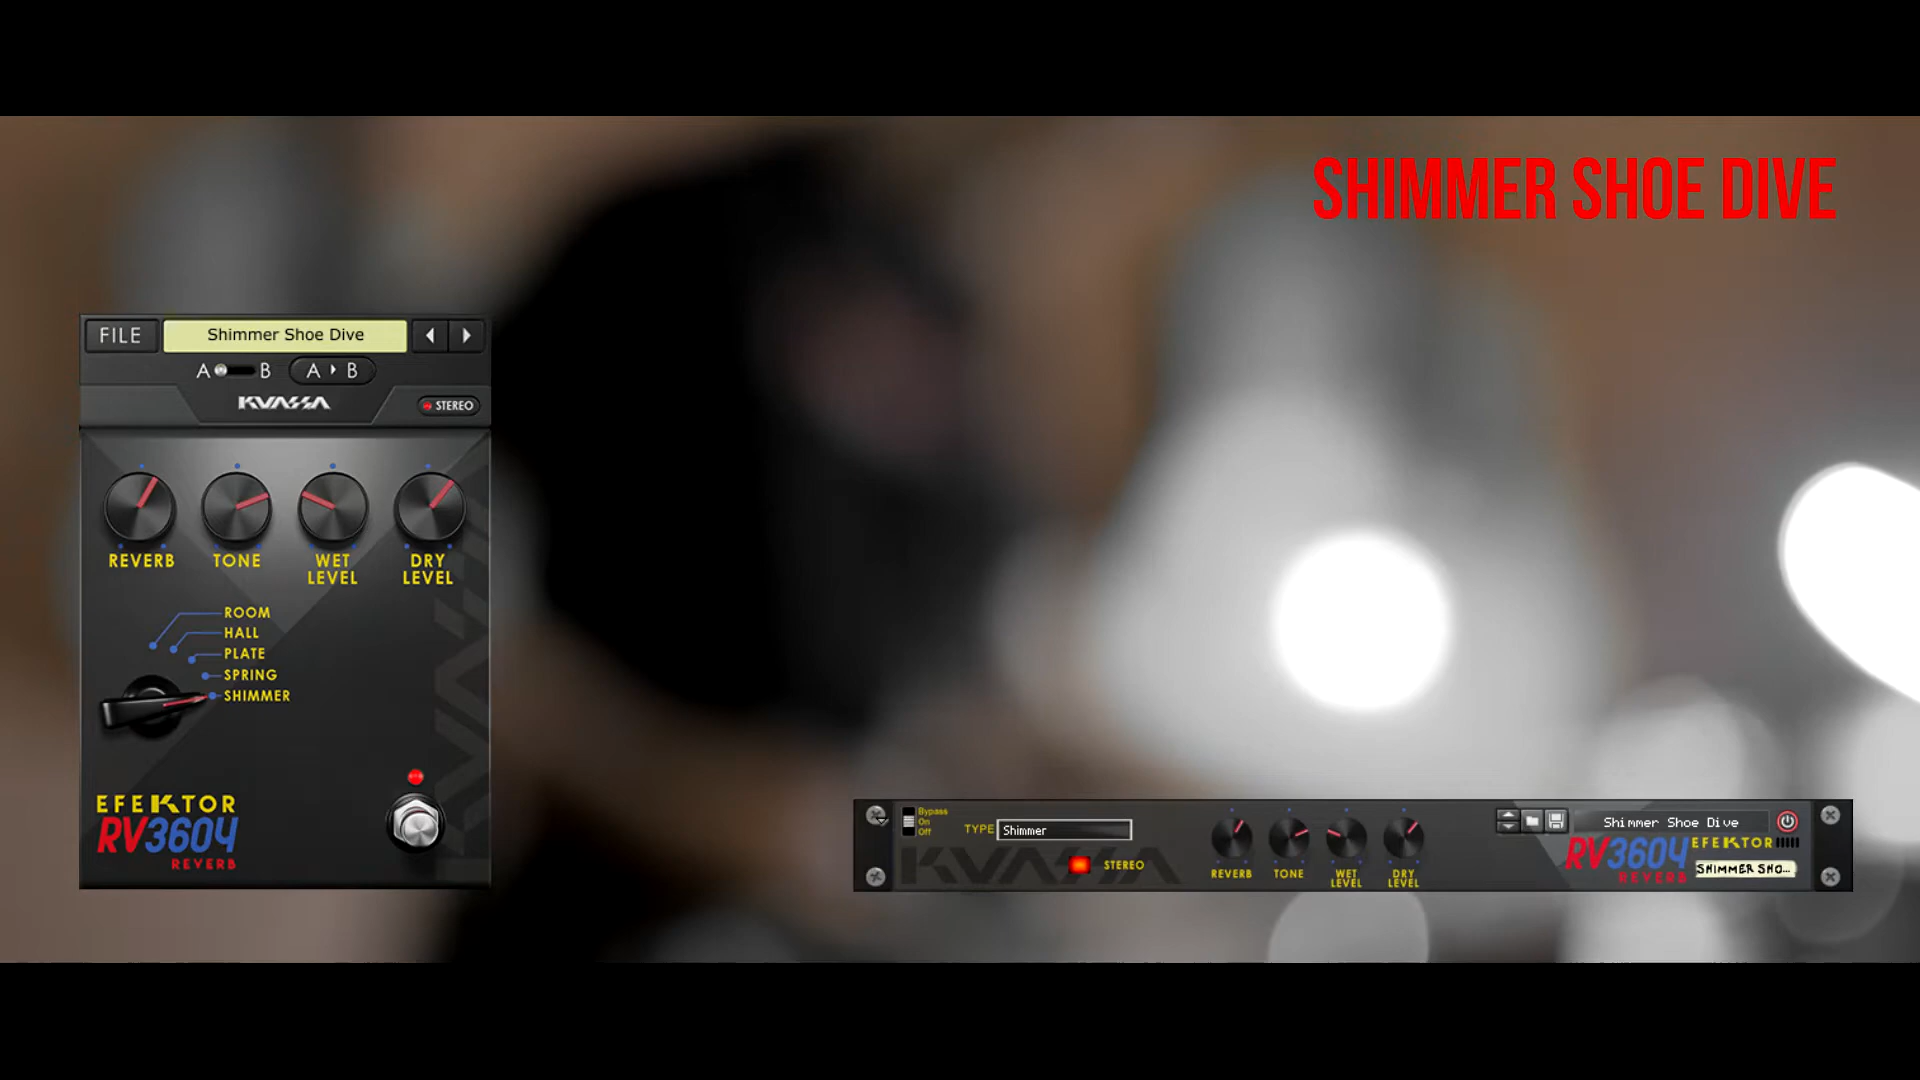 SHIMMER SHOE DIVE
FILE
Shimmer Shoe Dive
A B
A B
KVASSA
STEREO
REVERB
TONE
WET LEVEL
DRY LEVEL
ROOM
HALL
PLATE
SPRING
SHIMMER
EFEKTOR
RV3604
REVERB
Bypass
On
Off
TYPE
Shimmer
KVASSA
STEREO
REVERB
TONE
WET LEVEL
DRY LEVEL
Shimmer Shoe Dive
RV3604
EFEKTOR
REVERB
SHIMMER SHO...